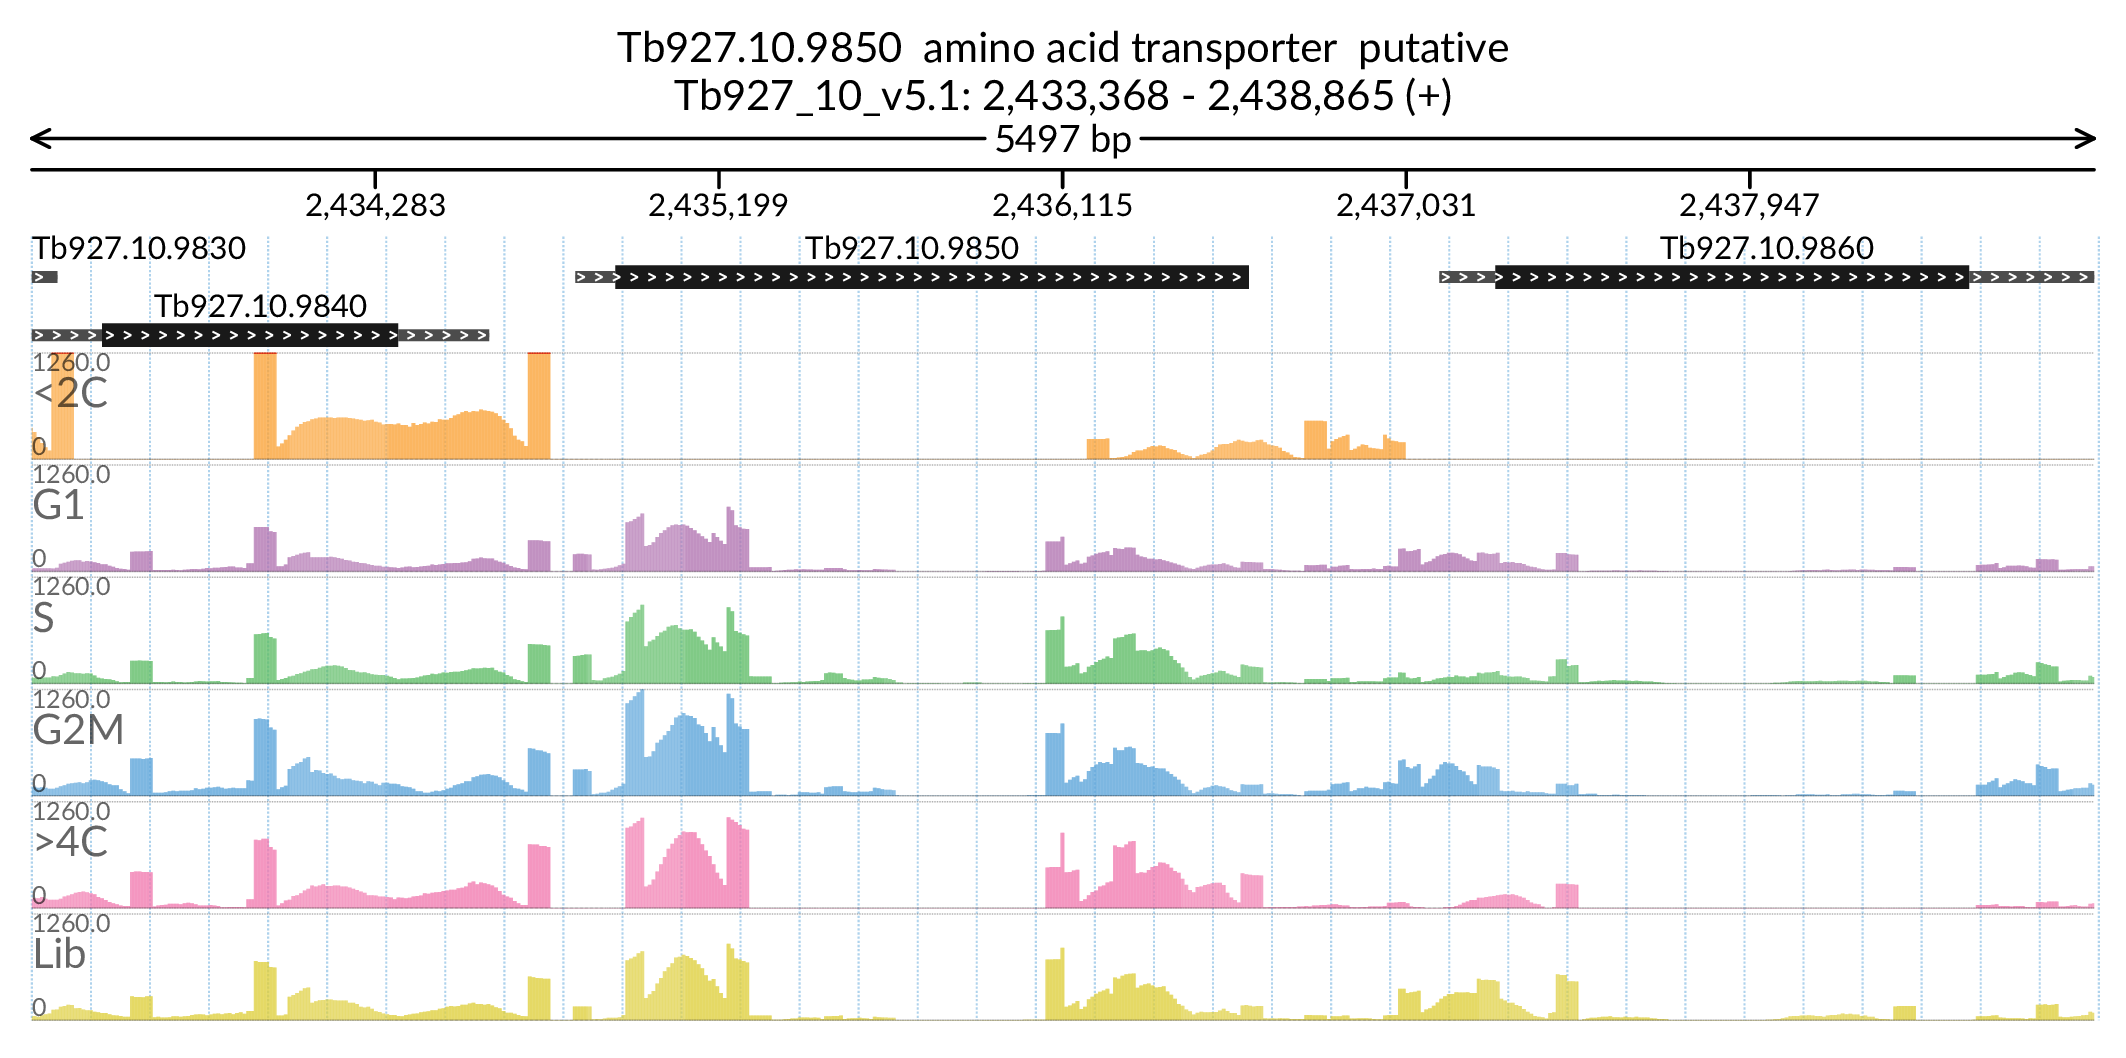 Tb927.10.9850  amino acid transporter  putative
Tb927_10_v5.1: 2,433,368 - 2,438,865 (+)
5497 bp
2,434,283 2,435,199 2,436,115 2,437,031 2,437,947
Tb927.10.9830 Tb927.10.9850 Tb927.10.9860
Tb927.10.9840
1260.0
<2C
0
1260.0
G1
0
1260.0
S
0
1260.0
G2M
0
1260.0
>4C
0
1260.0
Lib
0